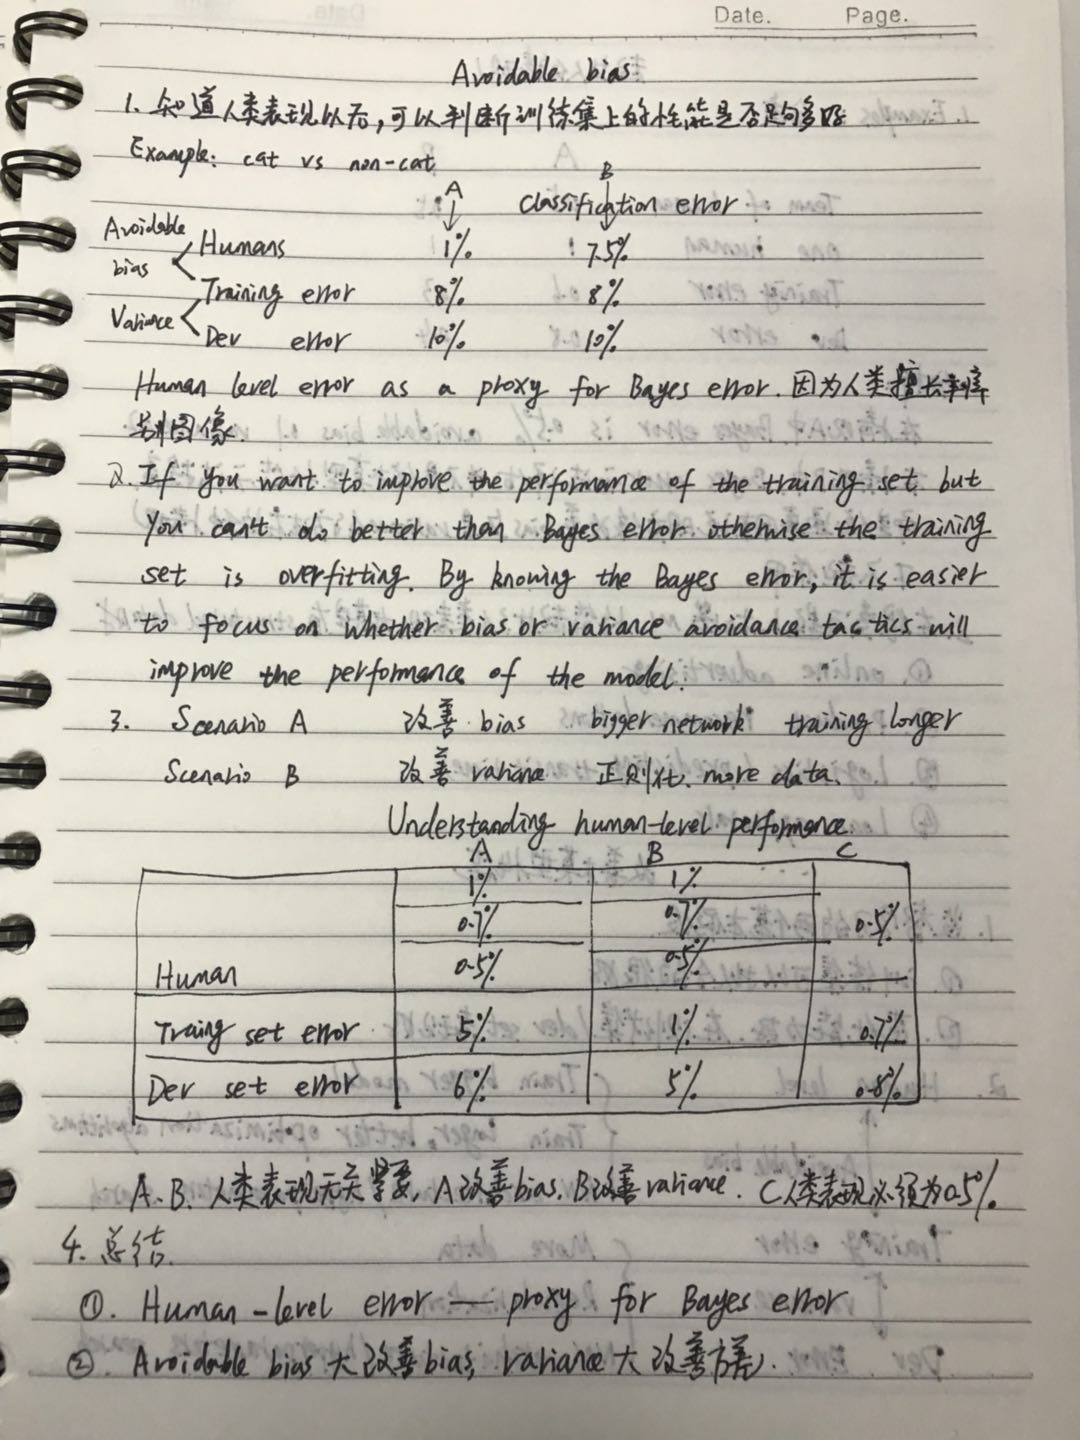 Date. Page.
Avoidable bias
1. 知道人类表现以后,可以判断训练集上的性能是否足够多好
Example: cat vs non-cat
A B
classification error
Avoidable bias Humans 1% 7.5%
Training error 8% 8%
Variance Dev error 10% 10%
Human level error as a proxy for Bayes error. 因为人类擅长
别图像
2. If you want to improve the performance of the training set but
you can't do better than Bayes error otherwise the training
set is overfitting. By knowing the Bayes error, it is easier
to focus on whether bias or variance avoidance tactics will
improve the performance of the model.
3. Scenario A 改善 bias bigger network training longer
Scenario B 改善 variance 正则化, more data.
Understanding human-level performance
A B C
1% 1%
0.7% 0.7% 0.5%
Human 0.5% 0.5%
Traing set error 5% 1% 0.7%
Dev set error 6% 5% 0.8%
A. B. 人类表现无关紧要, A改善bias. B改善variance. C人类表现必须为0.5%.
4. 总结.
①. Human-level error — proxy for Bayes error
②. Avoidable bias 大 改善bias, variance 大 改善方差.